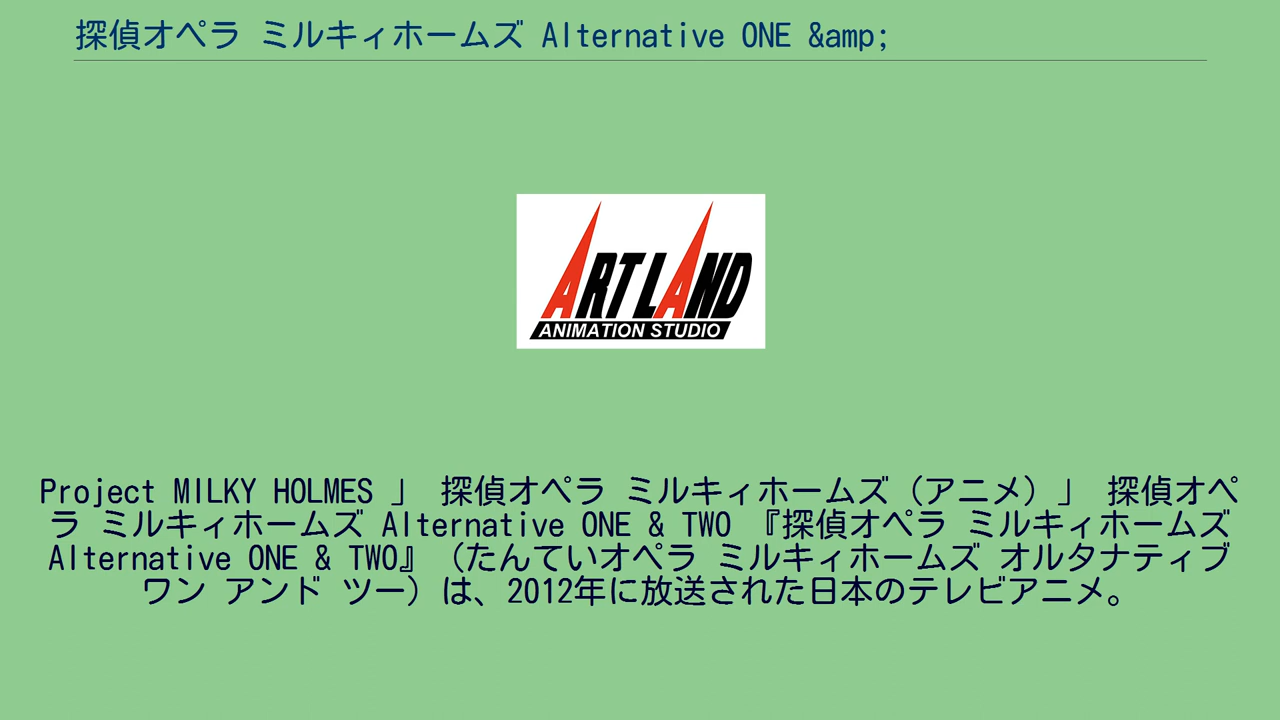 探偵オペラ ミルキィホームズ Alternative ONE &amp;
ARTLAND
ANIMATION STUDIO
Project MILKY HOLMES 」 探偵オペラ ミルキィホームズ（アニメ）」 探偵オペ
ラ ミルキィホームズ Alternative ONE & TWO 『探偵オペラ ミルキィホームズ
Alternative ONE & TWO』（たんていオペラ ミルキィホームズ オルタナティブ
ワン アンド ツー）は、2012年に放送された日本のテレビアニメ。